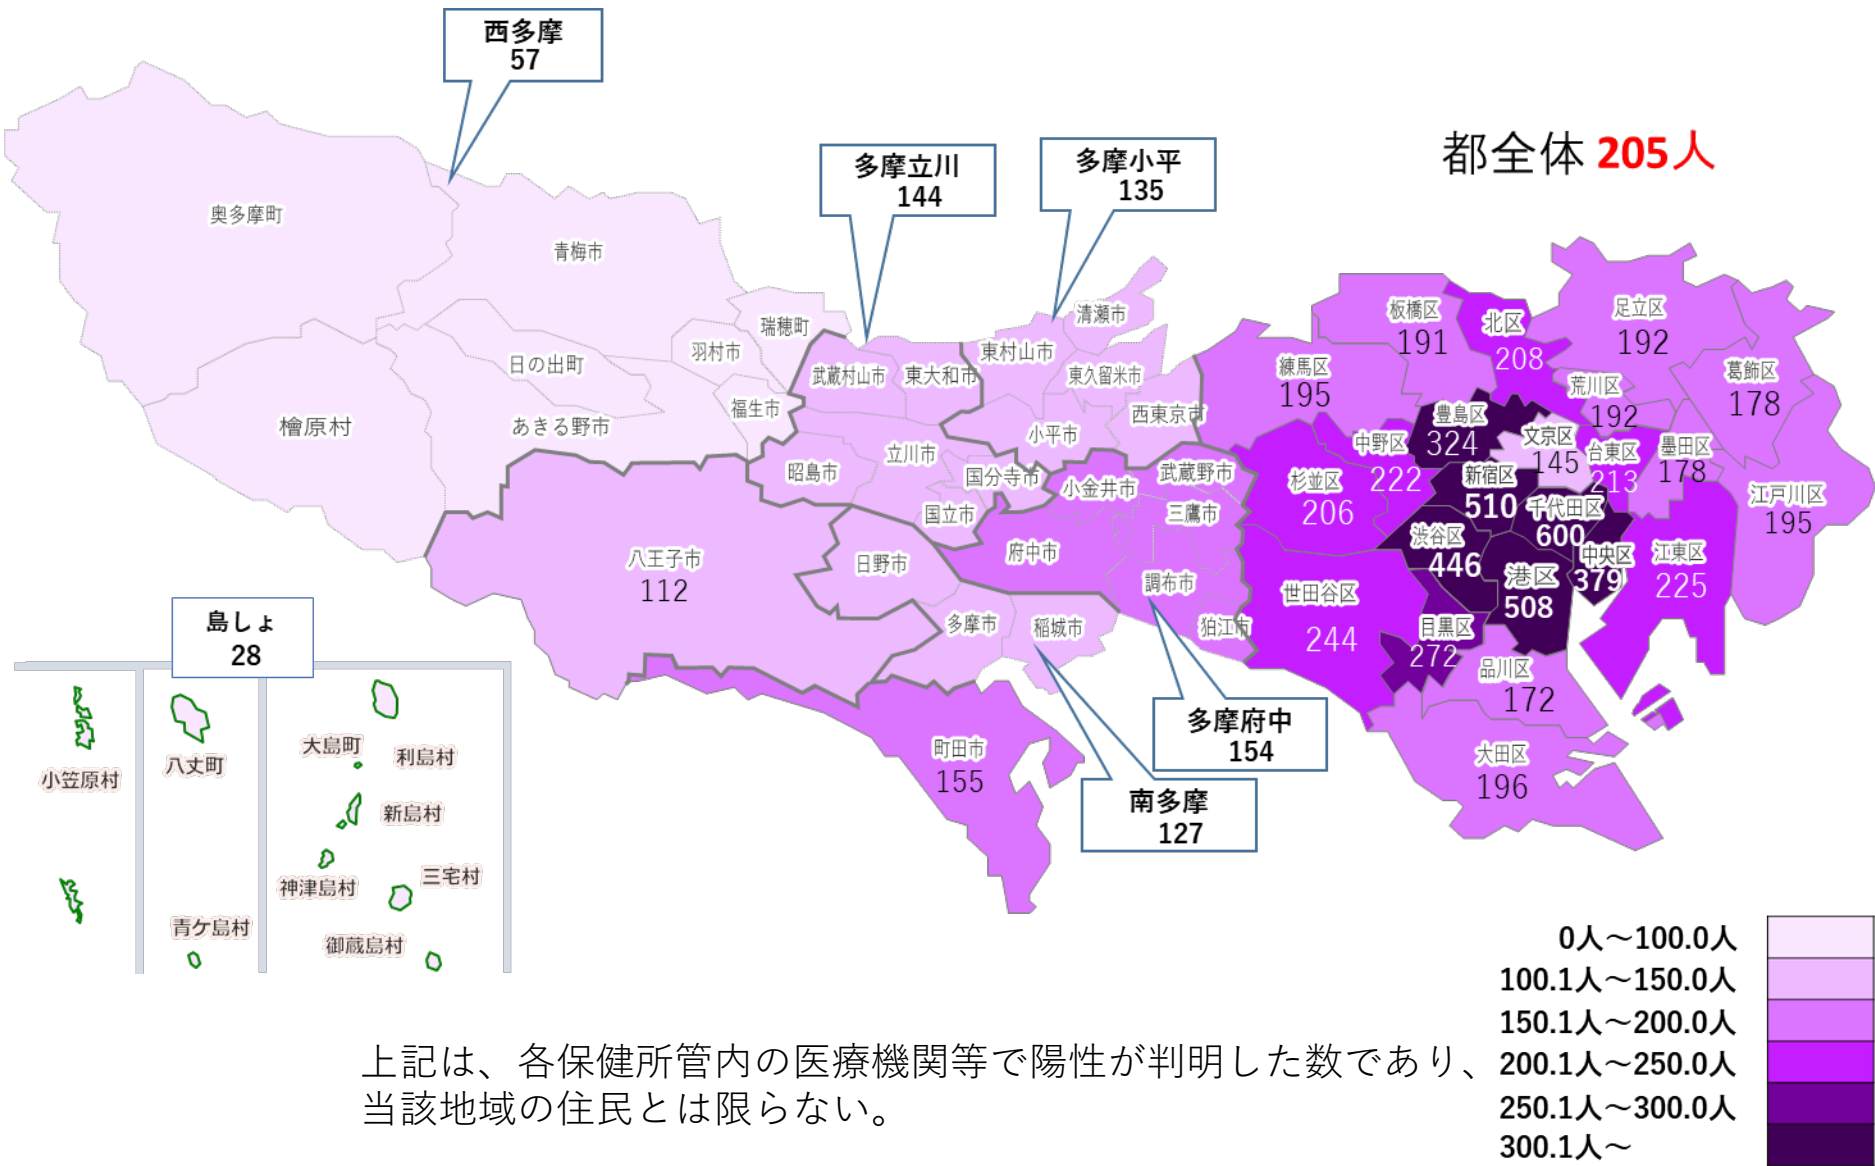 西多摩
57
多摩立川
144
多摩小平
135
都全体 205人
奥多摩町
青梅市
瑞穂町
羽村市
日の出町
福生市
檜原村
あきる野市
武蔵村山市
東大和市
東村山市
清瀬市
東久留米市
西東京市
小平市
昭島市
立川市
国分寺市
国立市
小金井市
武蔵野市
三鷹市
府中市
調布市
狛江市
八王子市
112
日野市
多摩市
稲城市
町田市
155
多摩府中
154
南多摩
127
板橋区
191
北区
208
足立区
192
葛飾区
178
練馬区
195
荒川区
192
豊島区
324
文京区
145
台東区
213
墨田区
178
中野区
222
杉並区
206
新宿区
510
千代田区
600
江戸川区
195
渋谷区
446
中央区
379
港区
508
江東区
225
世田谷区
244
目黒区
272
品川区
172
大田区
196
島しょ
28
小笠原村
八丈町
青ケ島村
大島町
利島村
新島村
神津島村
三宅村
御蔵島村
0人～100.0人
100.1人～150.0人
150.1人～200.0人
200.1人～250.0人
250.1人～300.0人
300.1人～
上記は、各保健所管内の医療機関等で陽性が判明した数であり、
当該地域の住民とは限らない。